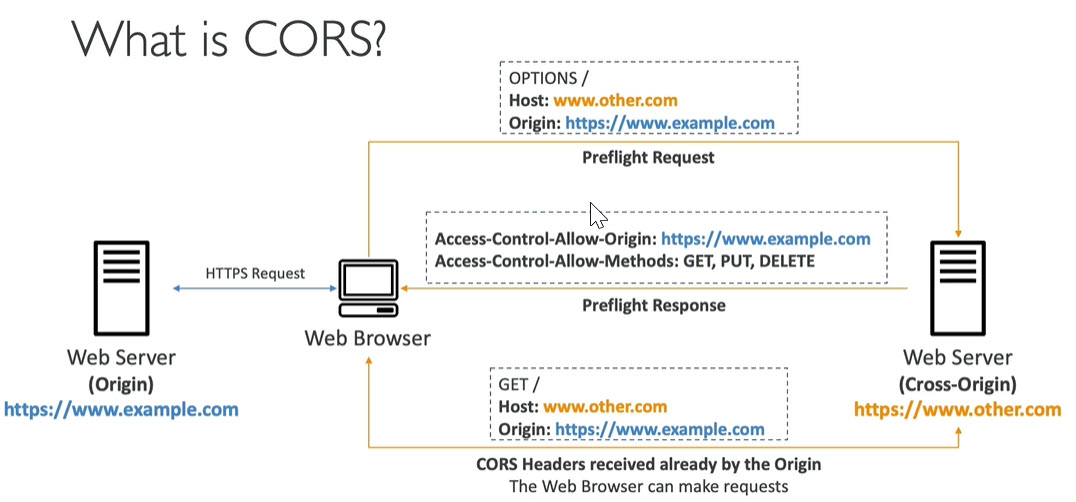 What is CORS?
OPTIONS /
Host: www.other.com
Origin: https://www.example.com
Preflight Request
Access-Control-Allow-Origin: https://www.example.com
Access-Control-Allow-Methods: GET, PUT, DELETE
Preflight Response
HTTPS Request
Web Server
(Origin)
https://www.example.com
Web Browser
Web Server
(Cross-Origin)
https://www.other.com
GET /
Host: www.other.com
Origin: https://www.example.com
CORS Headers received already by the Origin
The Web Browser can make requests